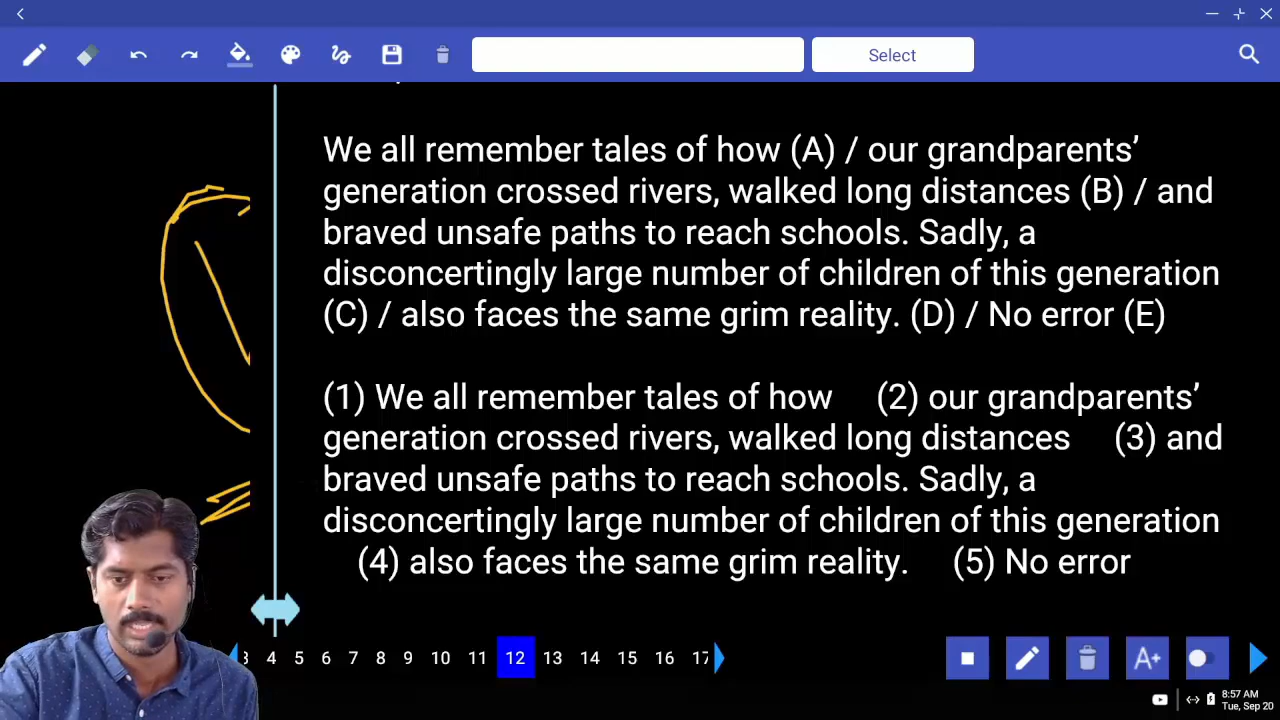 Select
We all remember tales of how (A) / our grandparents’
generation crossed rivers, walked long distances (B) / and
braved unsafe paths to reach schools. Sadly, a
disconcertingly large number of children of this generation
(C) / also faces the same grim reality. (D) / No error (E)
(1) We all remember tales of how (2) our grandparents’
generation crossed rivers, walked long distances (3) and
braved unsafe paths to reach schools. Sadly, a
disconcertingly large number of children of this generation
(4) also faces the same grim reality. (5) No error
3 4 5 6 7 8 9 10 11 12 13 14 15 16 17
A+
8:57 AM
Tue, Sep 20